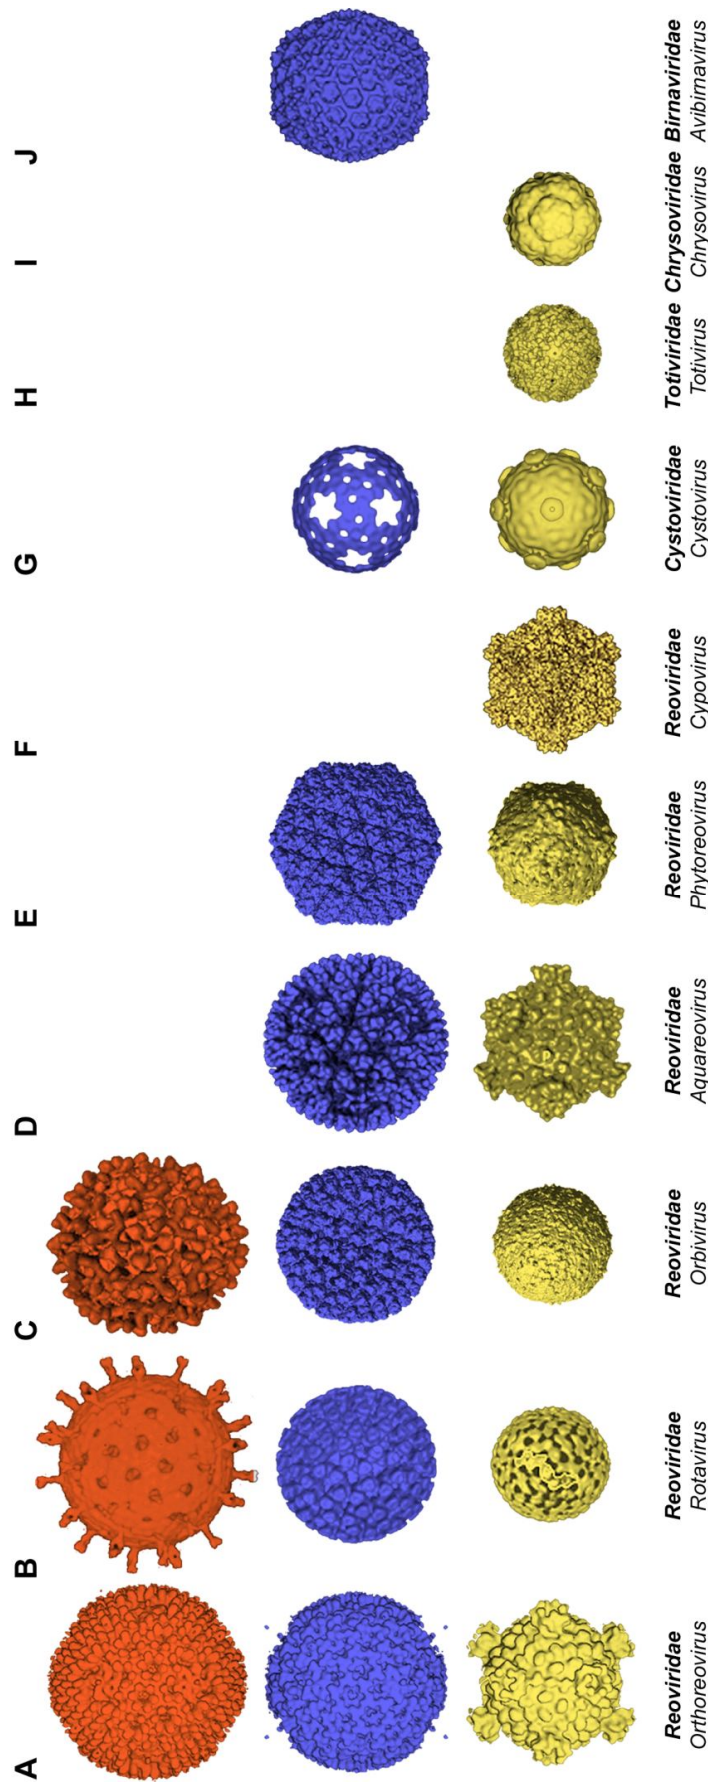 A
B
C
D
E
F
G
H
I
J
Reoviridae
Orthoreovirus
Reoviridae
Rotavirus
Reoviridae
Orbivirus
Reoviridae
Aquareovirus
Reoviridae
Phytoreovirus
Reoviridae
Cypovirus
Cystoviridae
Cystovirus
Totiviridae
Totivirus
Chrysoviridae
Chrysovirus
Birnaviridae
Avibirnavirus